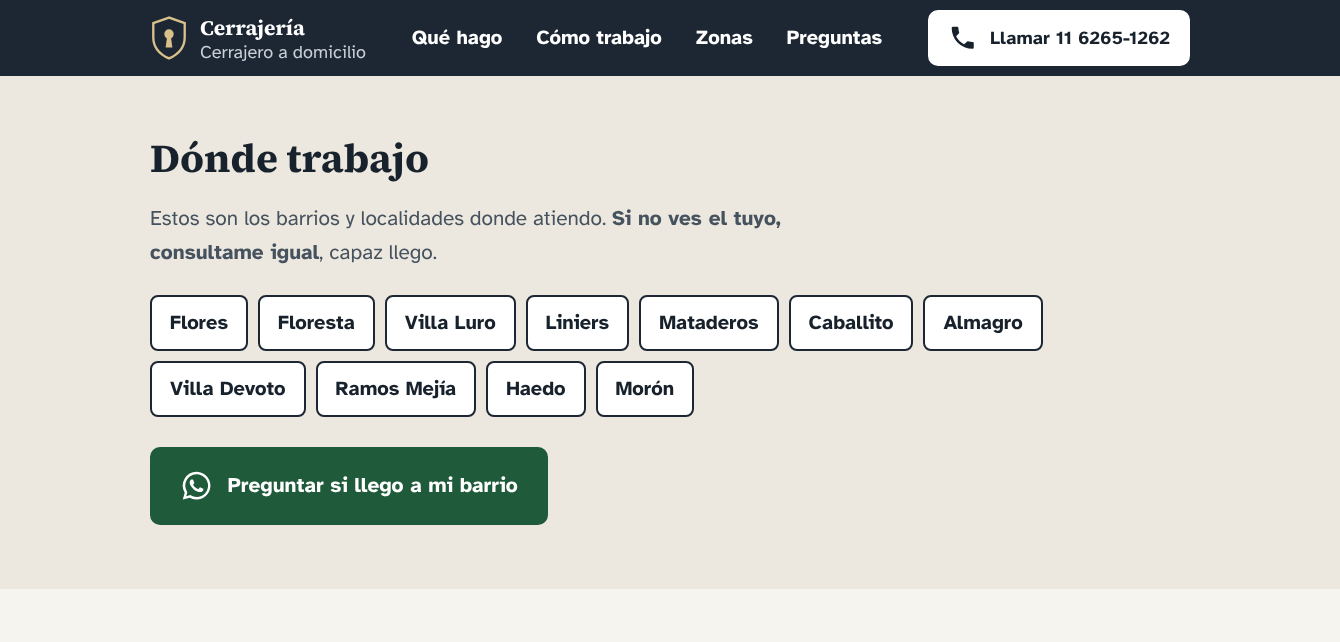 Cerrajería
Cerrajero a domicilio
Qué hago
Cómo trabajo
Zonas
Preguntas
Llamar 11 6265-1262
Dónde trabajo
Estos son los barrios y localidades donde atiendo. Si no ves el tuyo,
consultame igual, capaz llego.
Flores
Floresta
Villa Luro
Liniers
Mataderos
Caballito
Almagro
Villa Devoto
Ramos Mejía
Haedo
Morón
Preguntar si llego a mi barrio